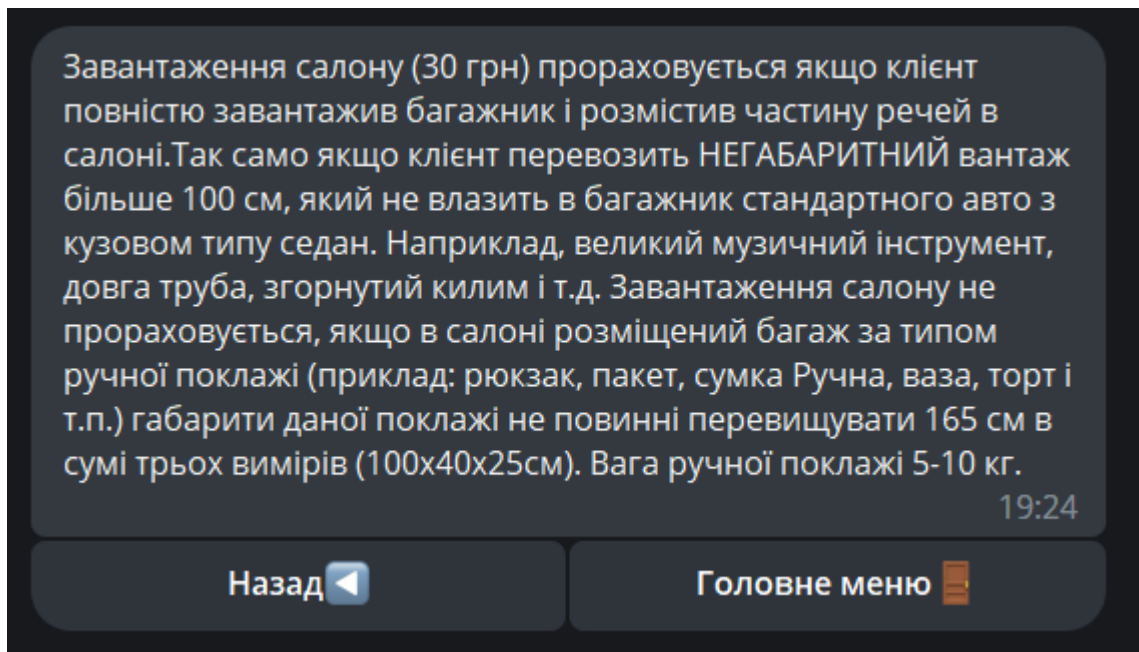 Завантаження салону (30 грн) прораховується якщо клієнт
повністю завантажив багажник і розмістив частину речей в
салоні.Так само якщо клієнт перевозить НЕГАБАРИТНИЙ вантаж
більше 100 см, який не влазить в багажник стандартного авто з
кузовом типу седан. Наприклад, великий музичний інструмент,
довга труба, згорнутий килим і т.д. Завантаження салону не
прораховується, якщо в салоні розміщений багаж за типом
ручної поклажі (приклад: рюкзак, пакет, сумка Ручна, ваза, торт і
т.п.) габарити даної поклажі не повинні перевищувати 165 см в
сумі трьох вимірів (100х40х25см). Вага ручної поклажі 5-10 кг.
19:24
Назад◀️ Головне меню🚪